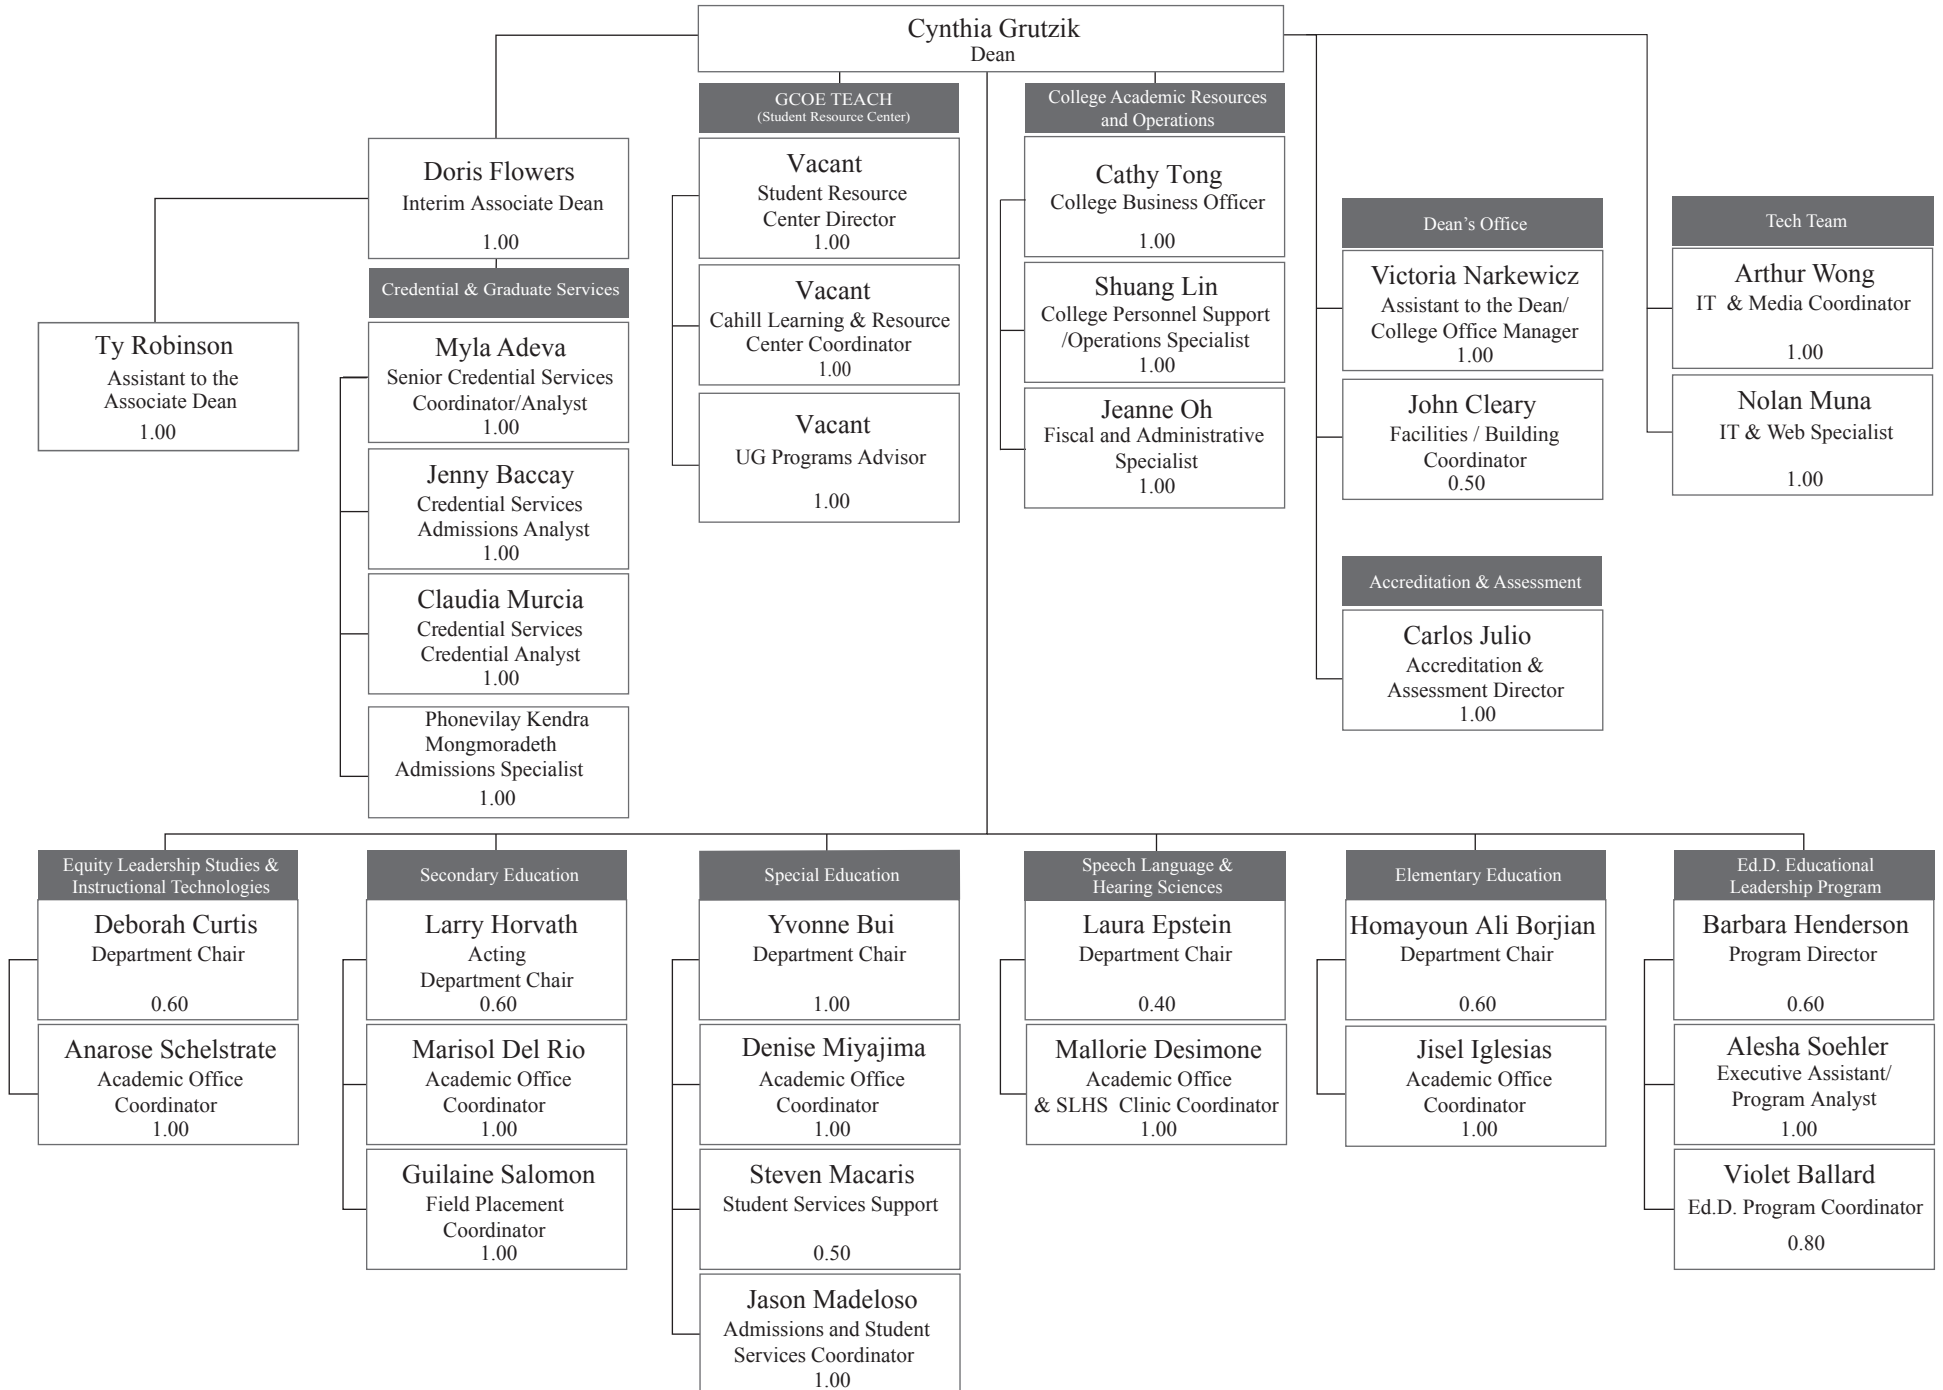 Cynthia Grutzik
Dean
Doris Flowers
Interim Associate Dean
1.00
Ty Robinson
Assistant to the
Associate Dean
1.00
Credential & Graduate Services
Myla Adeva
Senior Credential Services
Coordinator/Analyst
1.00
Jenny Baccay
Credential Services
Admissions Analyst
1.00
Claudia Murcia
Credential Services
Credential Analyst
1.00
Phonevilay Kendra
Mongmoradeth
Admissions Specialist
1.00
GCOE TEACH
(Student Resource Center)
Vacant
Student Resource
Center Director
1.00
Vacant
Cahill Learning & Resource
Center Coordinator
1.00
Vacant
UG Programs Advisor
1.00
College Academic Resources
and Operations
Cathy Tong
College Business Officer
1.00
Shuang Lin
College Personnel Support
/Operations Specialist
1.00
Jeanne Oh
Fiscal and Administrative
Specialist
1.00
Dean’s Office
Victoria Narkewicz
Assistant to the Dean/
College Office Manager
1.00
John Cleary
Facilities / Building
Coordinator
0.50
Accreditation & Assessment
Carlos Julio
Accreditation &
Assessment Director
1.00
Tech Team
Arthur Wong
IT & Media Coordinator
1.00
Nolan Muna
IT & Web Specialist
1.00
Equity Leadership Studies &
Instructional Technologies
Deborah Curtis
Department Chair
0.60
Anarose Schelstrate
Academic Office
Coordinator
1.00
Secondary Education
Larry Horvath
Acting
Department Chair
0.60
Marisol Del Rio
Academic Office
Coordinator
1.00
Guilaine Salomon
Field Placement
Coordinator
1.00
Special Education
Yvonne Bui
Department Chair
1.00
Denise Miyajima
Academic Office
Coordinator
1.00
Steven Macaris
Student Services Support
0.50
Jason Madeloso
Admissions and Student
Services Coordinator
1.00
Speech Language &
Hearing Sciences
Laura Epstein
Department Chair
0.40
Mallorie Desimone
Academic Office
& SLHS Clinic Coordinator
1.00
Elementary Education
Homayoun Ali Borjian
Department Chair
0.60
Jisel Iglesias
Academic Office
Coordinator
1.00
Ed.D. Educational
Leadership Program
Barbara Henderson
Program Director
0.60
Alesha Soehler
Executive Assistant/
Program Analyst
1.00
Violet Ballard
Ed.D. Program Coordinator
0.80